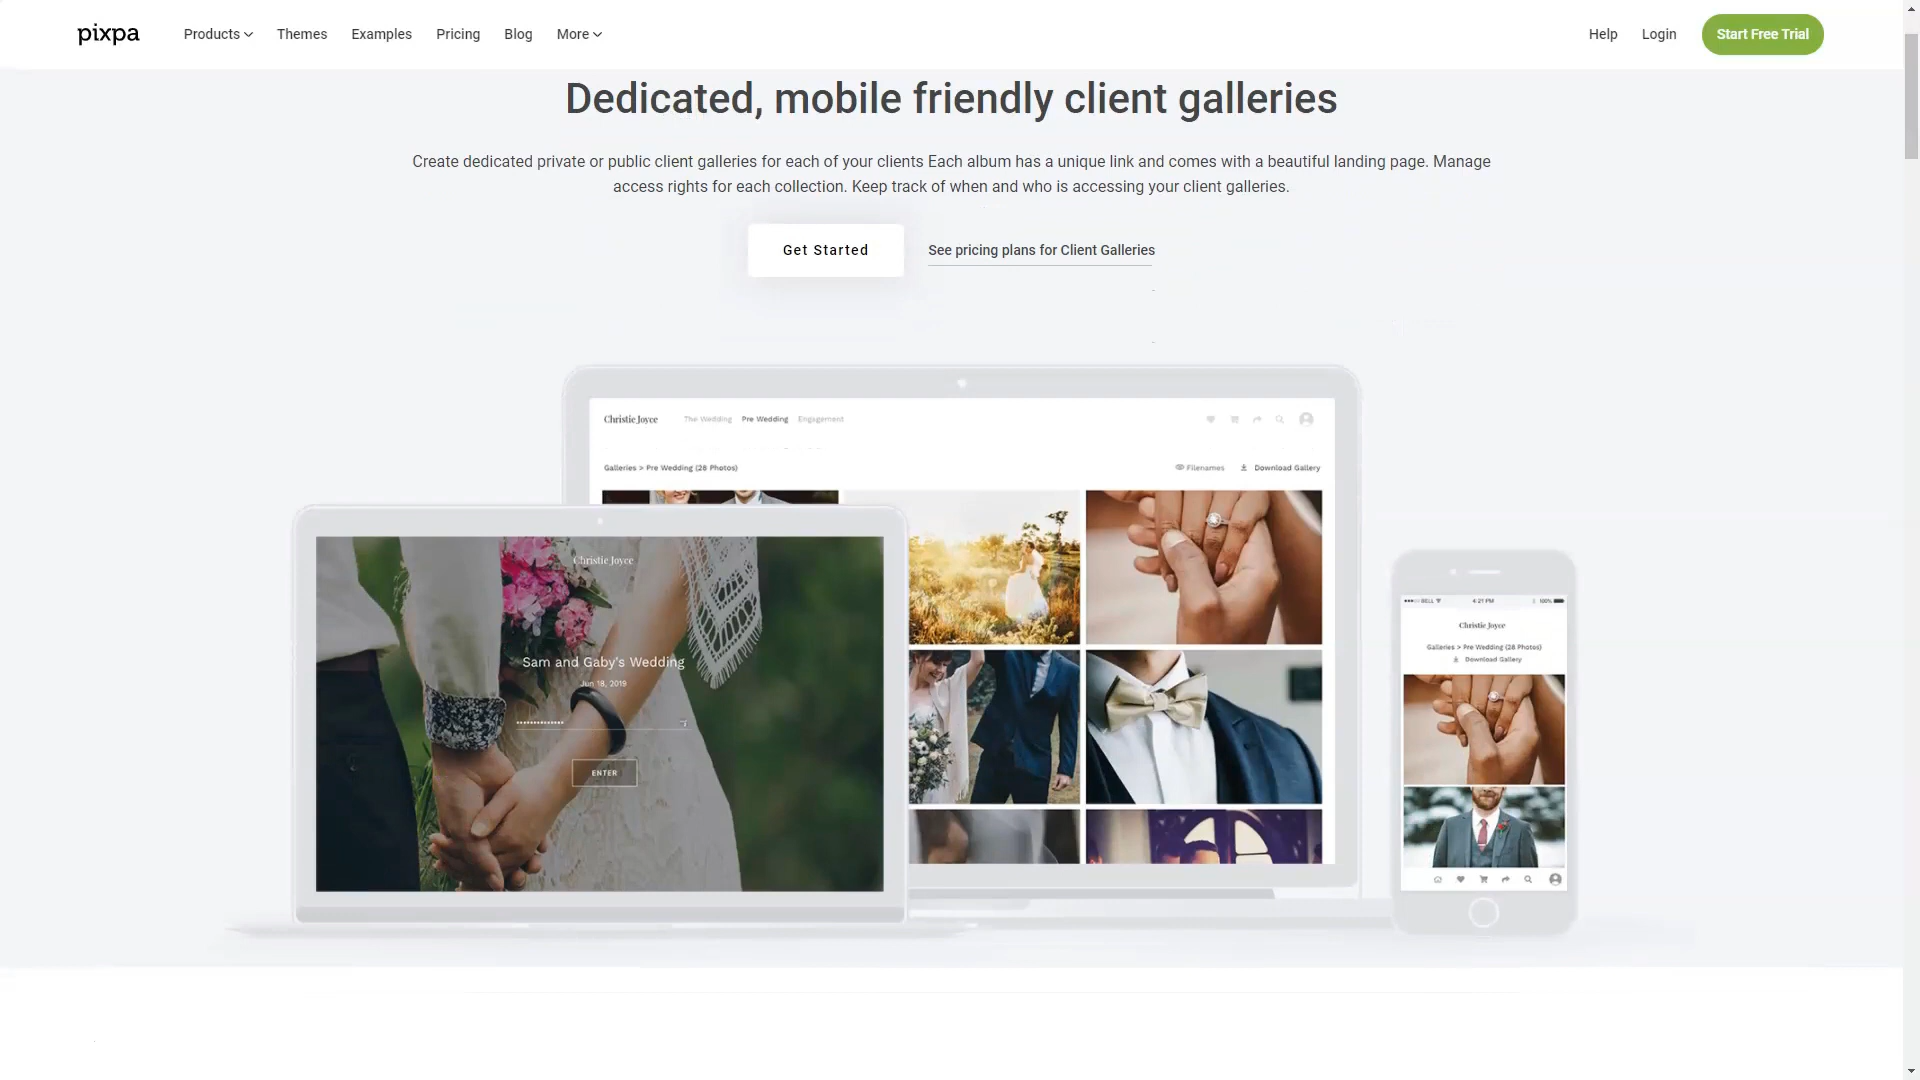 pixpa
Products
Themes
Examples
Pricing
Blog
More
Help
Login
Start Free Trial
Dedicated, mobile friendly client galleries
Create dedicated private or public client galleries for each of your clients Each album has a unique link and comes with a beautiful landing page. Manage
access rights for each collection. Keep track of when and who is accessing your client galleries.
Get Started
See pricing plans for Client Galleries
Christie Joyce
The Wedding
Pre Wedding
Engagement
Galleries > Pre Wedding (28 Photos)
Filenames
Download Gallery
Christie Joyce
Sam and Gaby's Wedding
Jun 18, 2019
ENTER
BELL
4:21 PM
100%
Christie Joyce
Galleries > Pre Wedding (28 Photos)
Download Gallery